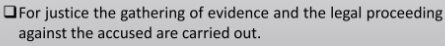 ❑For justice the gathering of evidence and the legal proceeding
against the accused are carried out.